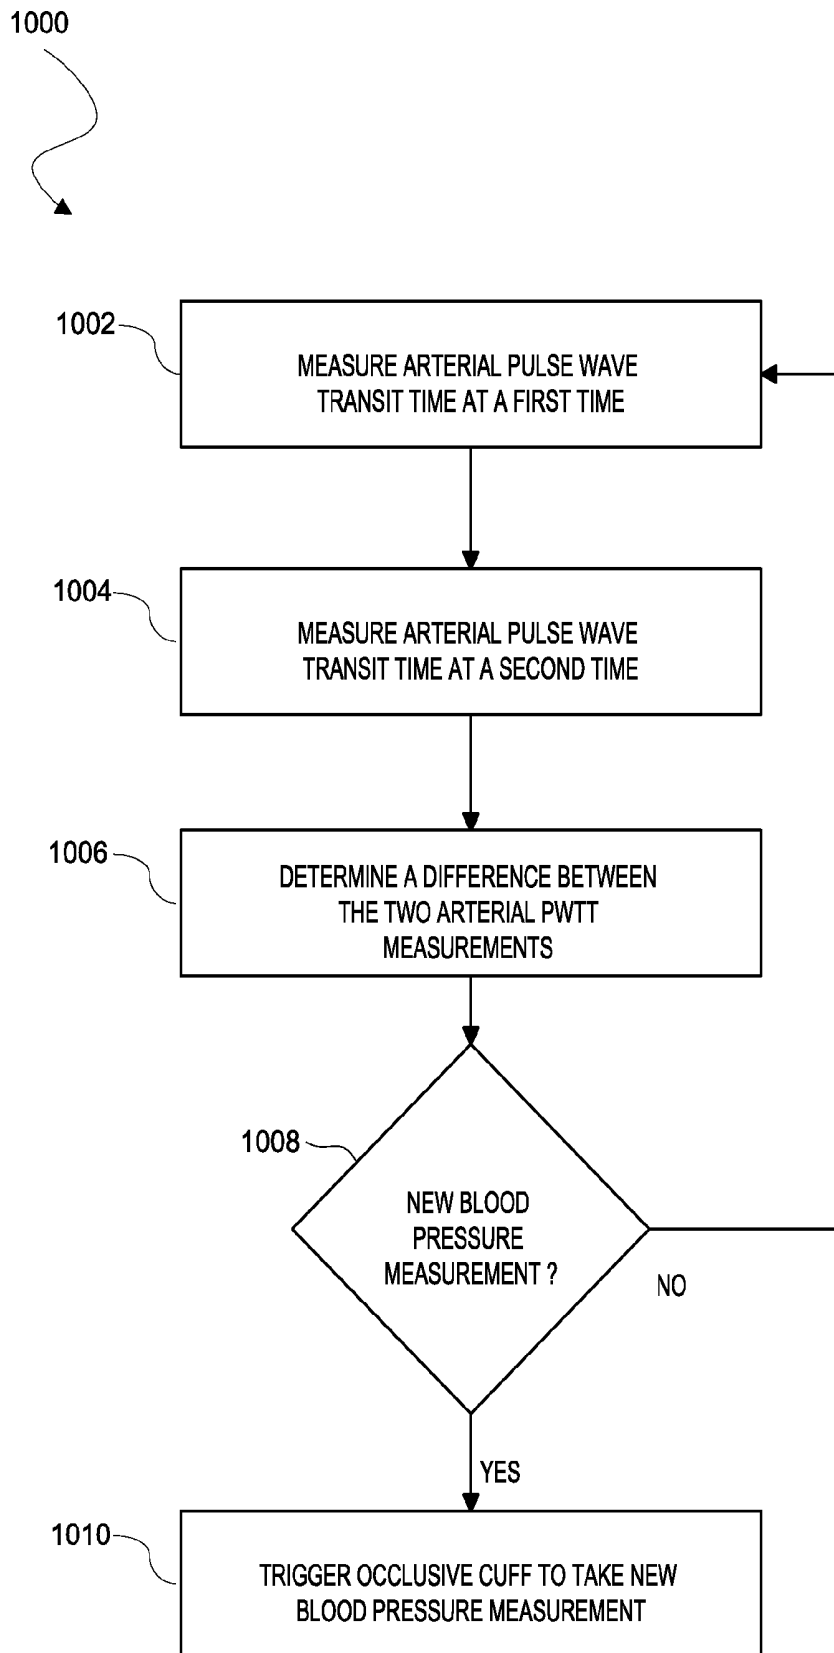 1000
1002
MEASURE ARTERIAL PULSE WAVE
TRANSIT TIME AT A FIRST TIME
1004
MEASURE ARTERIAL PULSE WAVE
TRANSIT TIME AT A SECOND TIME
1006
DETERMINE A DIFFERENCE BETWEEN
THE TWO ARTERIAL PWTT
MEASUREMENTS
1008
NEW BLOOD
PRESSURE
MEASUREMENT ?
NO
YES
1010
TRIGGER OCCLUSIVE CUFF TO TAKE NEW
BLOOD PRESSURE MEASUREMENT